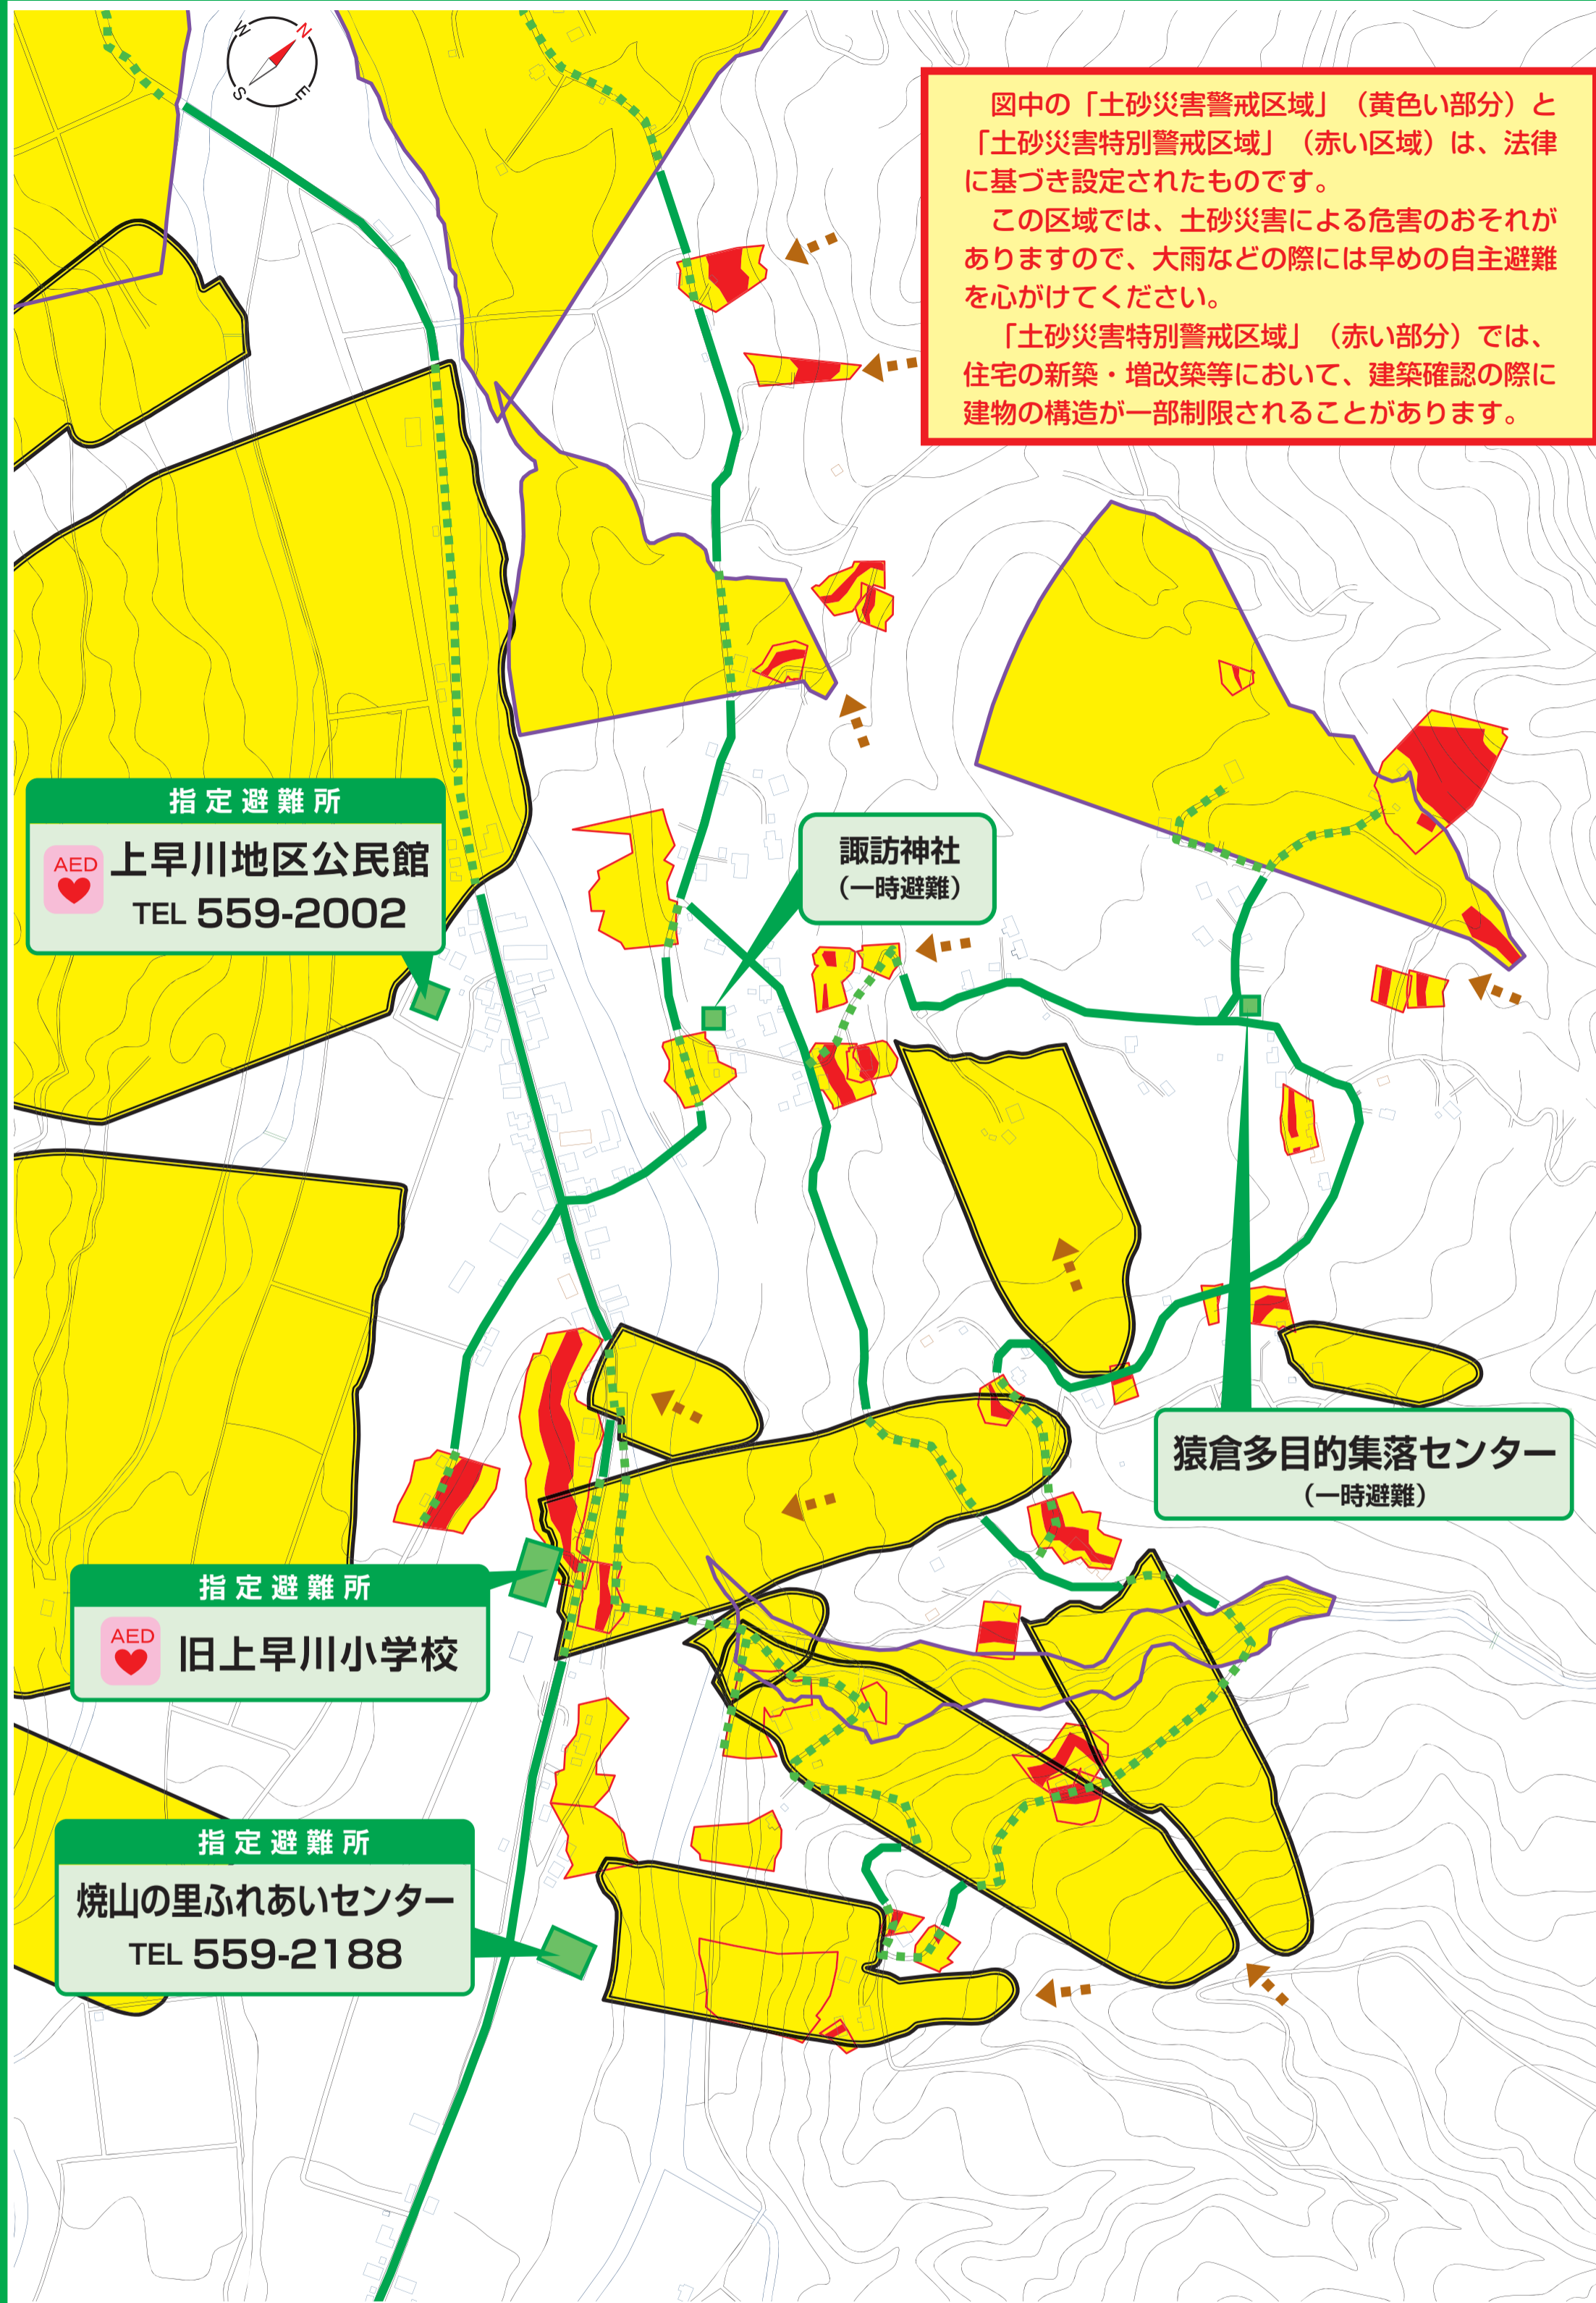 N
W
S
E
図中の「土砂災害警戒区域」（黄色い部分）と
「土砂災害特別警戒区域」（赤い区域）は、法律
に基づき設定されたものです。
この区域では、土砂災害による危害のおそれが
ありますので、大雨などの際には早めの自主避難
を心がけてください。
「土砂災害特別警戒区域」（赤い部分）では、
住宅の新築・増改築等において、建築確認の際に
建物の構造が一部制限されることがあります。
指定避難所
AED
上早川地区公民館
TEL 559-2002
諏訪神社
（一時避難）
猿倉多目的集落センター
（一時避難）
指定避難所
AED
旧上早川小学校
指定避難所
焼山の里ふれあいセンター
TEL 559-2188